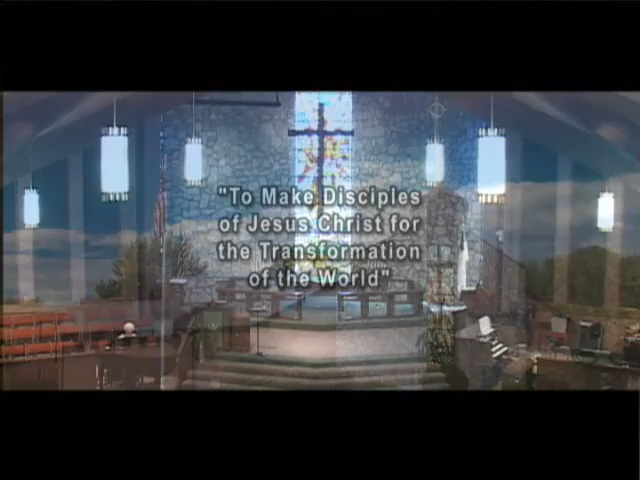 "To Make Disciples
of Jesus Christ for
the Transformation
of the World"